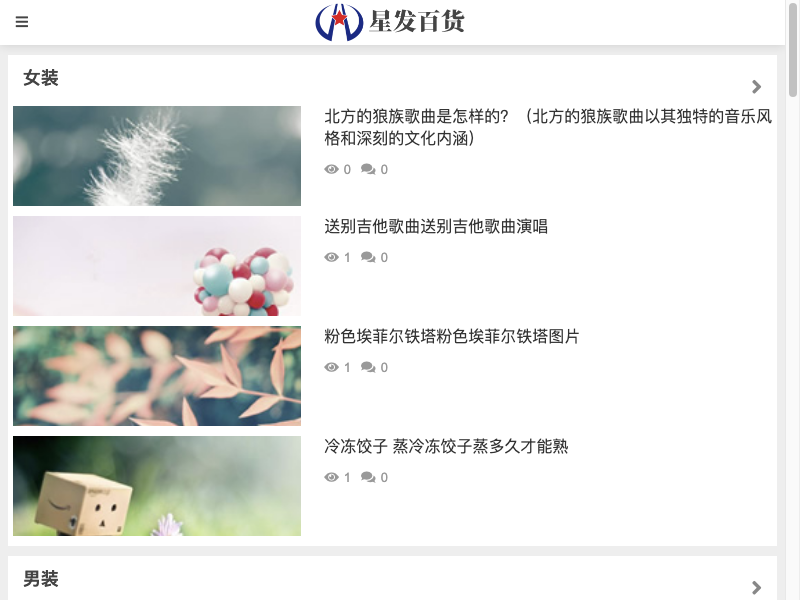 星发百货
女装
北方的狼族歌曲是怎样的？（北方的狼族歌曲以其独特的音乐风
格和深刻的文化内涵）
0 0
送别吉他歌曲送别吉他歌曲演唱
1 0
粉色埃菲尔铁塔粉色埃菲尔铁塔图片
1 0
冷冻饺子 蒸冷冻饺子蒸多久才能熟
1 0
男装